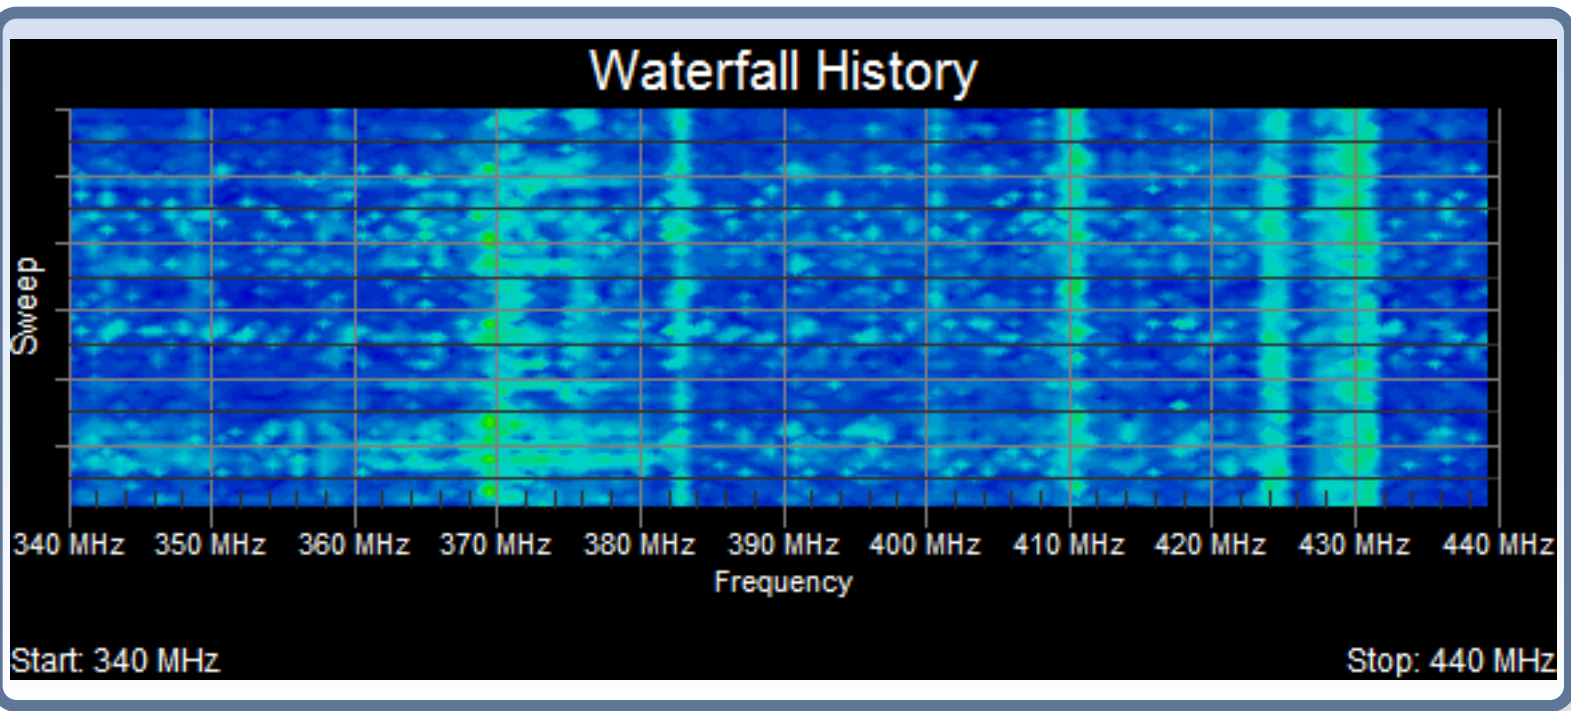 Waterfall History
Sweep
340 MHz 350 MHz 360 MHz 370 MHz 380 MHz 390 MHz 400 MHz 410 MHz 420 MHz 430 MHz 440 MHz
Frequency
Start: 340 MHz Stop: 440 MHz